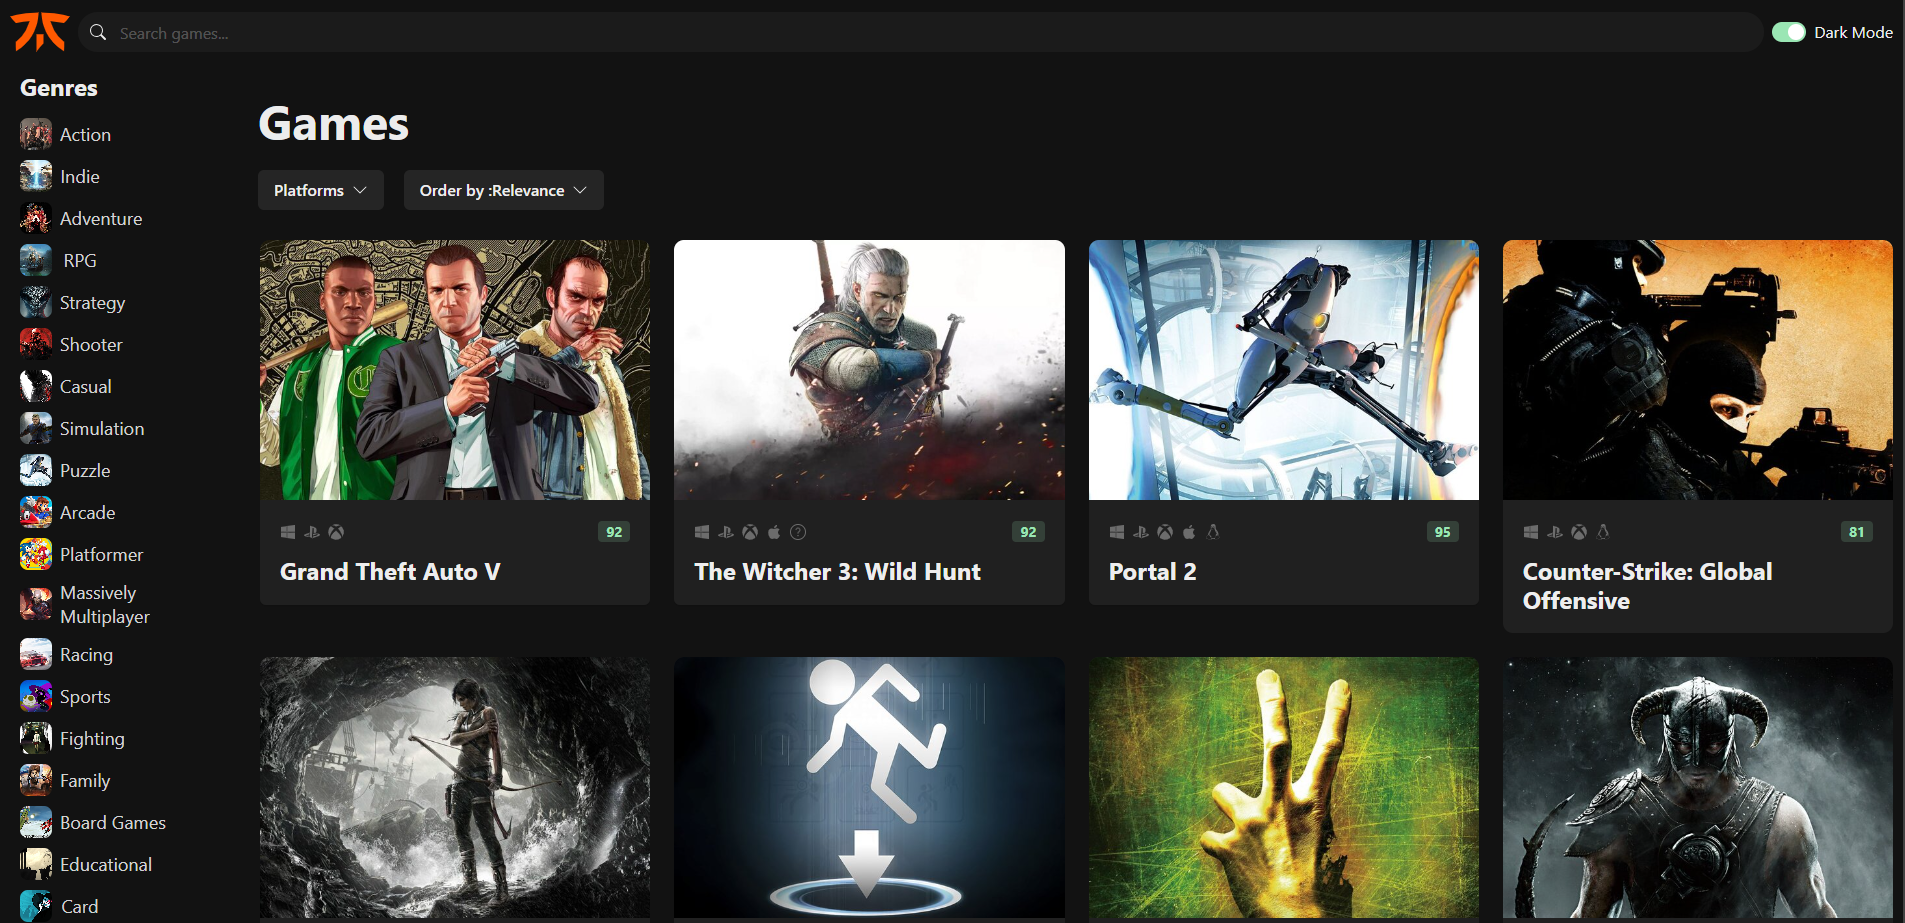 Search games...
Dark Mode
Genres
Action
Indie
Adventure
RPG
Strategy
Shooter
Casual
Simulation
Puzzle
Arcade
Platformer
Massively
Multiplayer
Racing
Sports
Fighting
Family
Board Games
Educational
Card
Games
Platforms
Order by :Relevance
92
Grand Theft Auto V
92
The Witcher 3: Wild Hunt
95
Portal 2
81
Counter-Strike: Global
Offensive